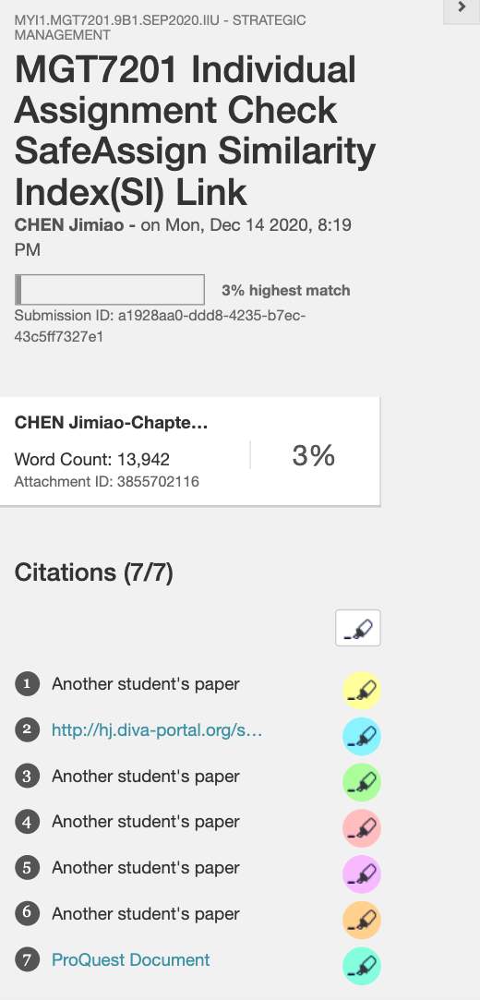 MYI1.MGT7201.9B1.SEP2020.IIU - STRATEGIC
MANAGEMENT
MGT7201 Individual
Assignment Check
SafeAssign Similarity
Index(SI) Link
CHEN Jimiao - on Mon, Dec 14 2020, 8:19
PM
3% highest match
Submission ID: a1928aa0-ddd8-4235-b7ec-
43c5ff7327e1
CHEN Jimiao-Chapte...
Word Count: 13,942
3%
Attachment ID: 3855702116
Citations (7/7)
1 Another student's paper
2 http://hj.diva-portal.org/s...
3 Another student's paper
4 Another student's paper
5 Another student's paper
6 Another student's paper
7 ProQuest Document